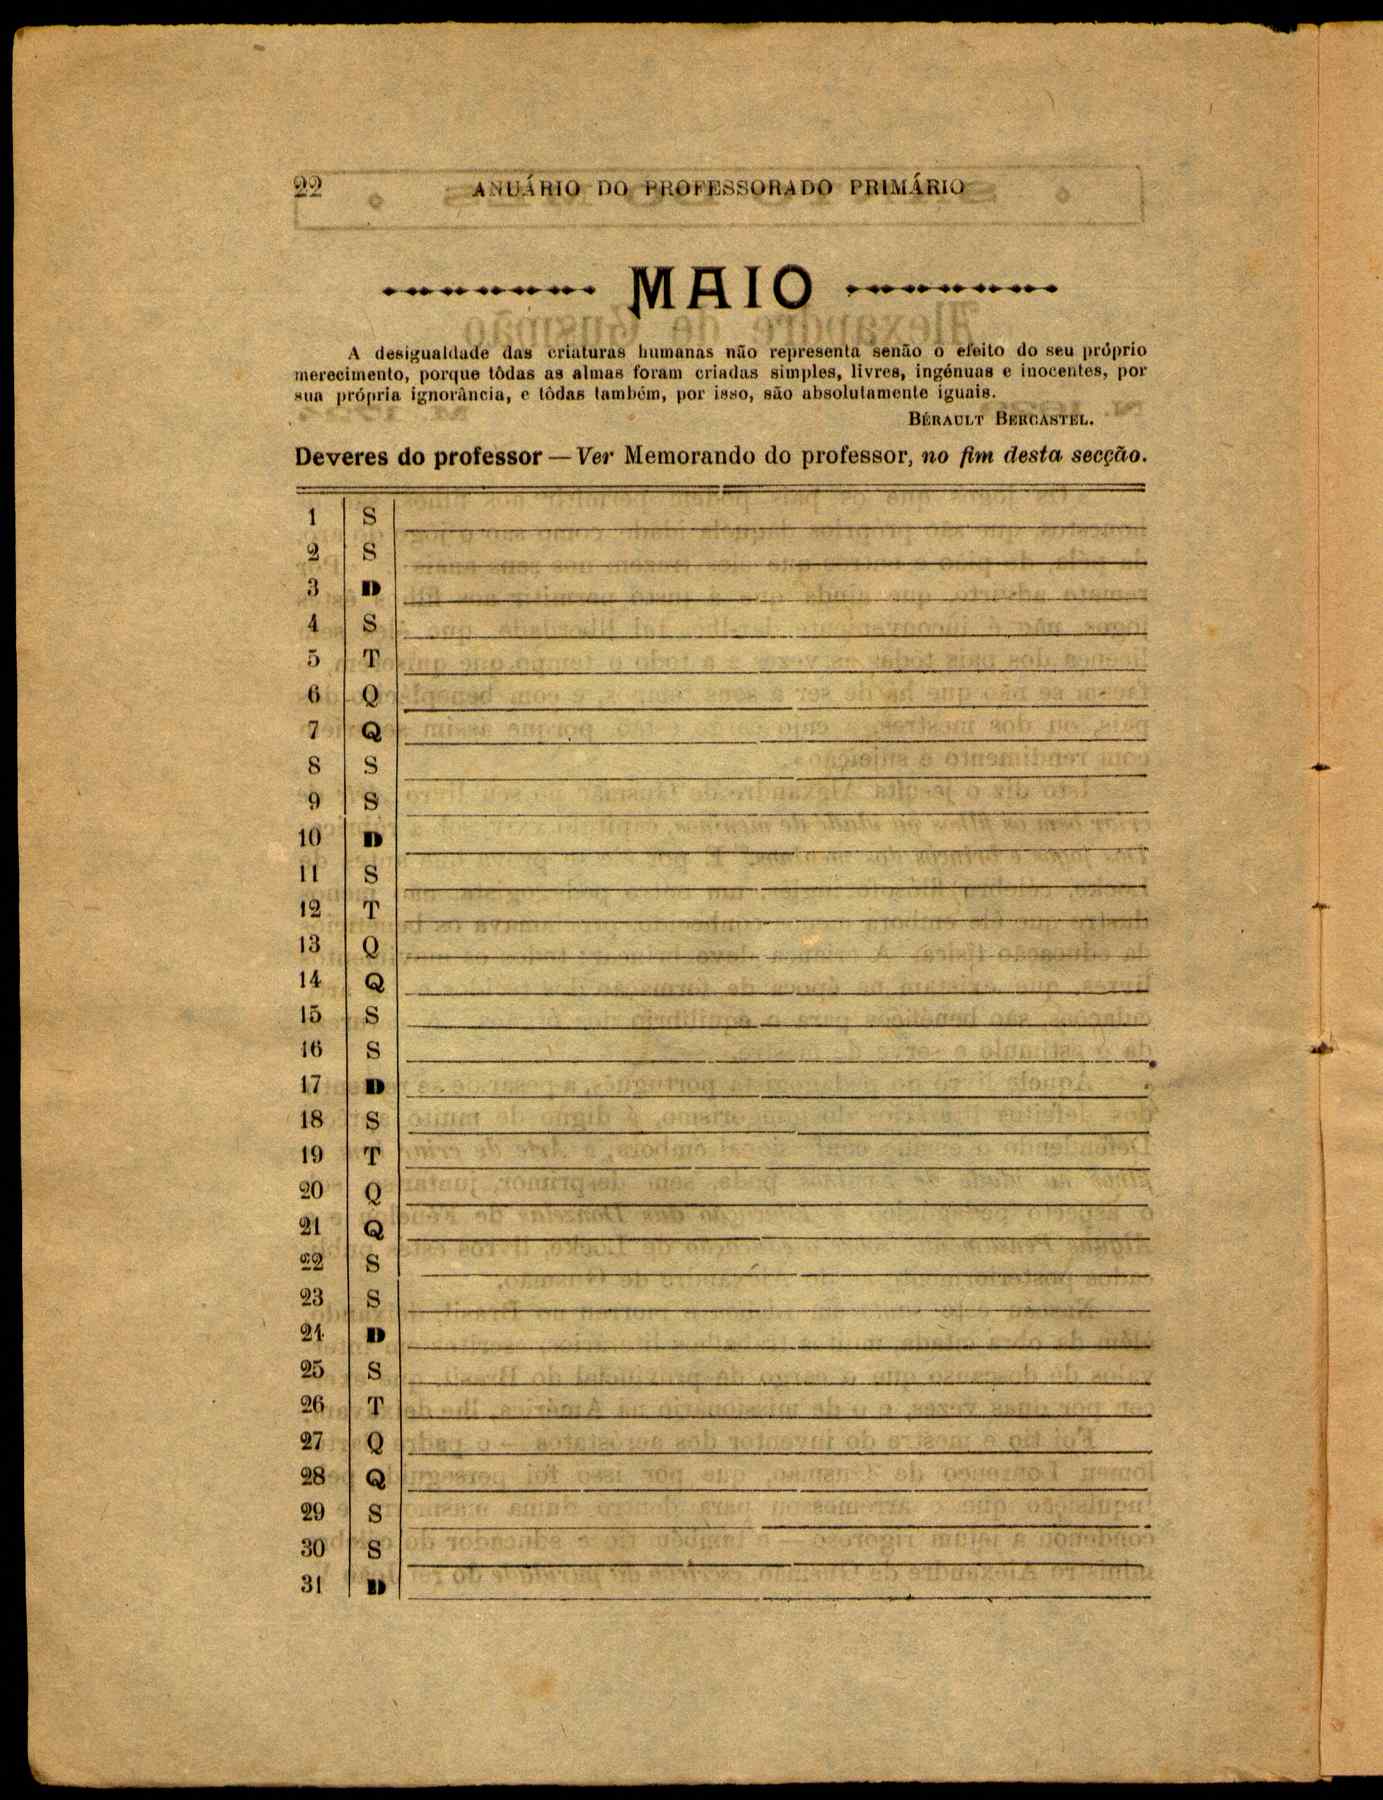 22 ANUÁRIO DO PROFESSORADO PRIMÁRIO
MAIO
A desigualdade das criaturas humanas não representa senão o efeito do seu próprio
merecimento, porque tôdas as almas foram criadas simples, livres, ingénuas e inocentes, por
sua própria ignorância, e tôdas também, por isso, são absolutamente iguais.
BÉRAULT BERCASTEL.
Deveres do professor — Ver Memorando do professor, no fim desta secção.
1 S
2 S
3 D
4 S
5 T
6 Q
7 Q
8 S
9 S
10 D
11 S
12 T
13 Q
14 Q
15 S
16 S
17 D
18 S
19 T
20 Q
21 Q
22 S
23 S
24 D
25 S
26 T
27 Q
28 Q
29 S
30 S
31 D